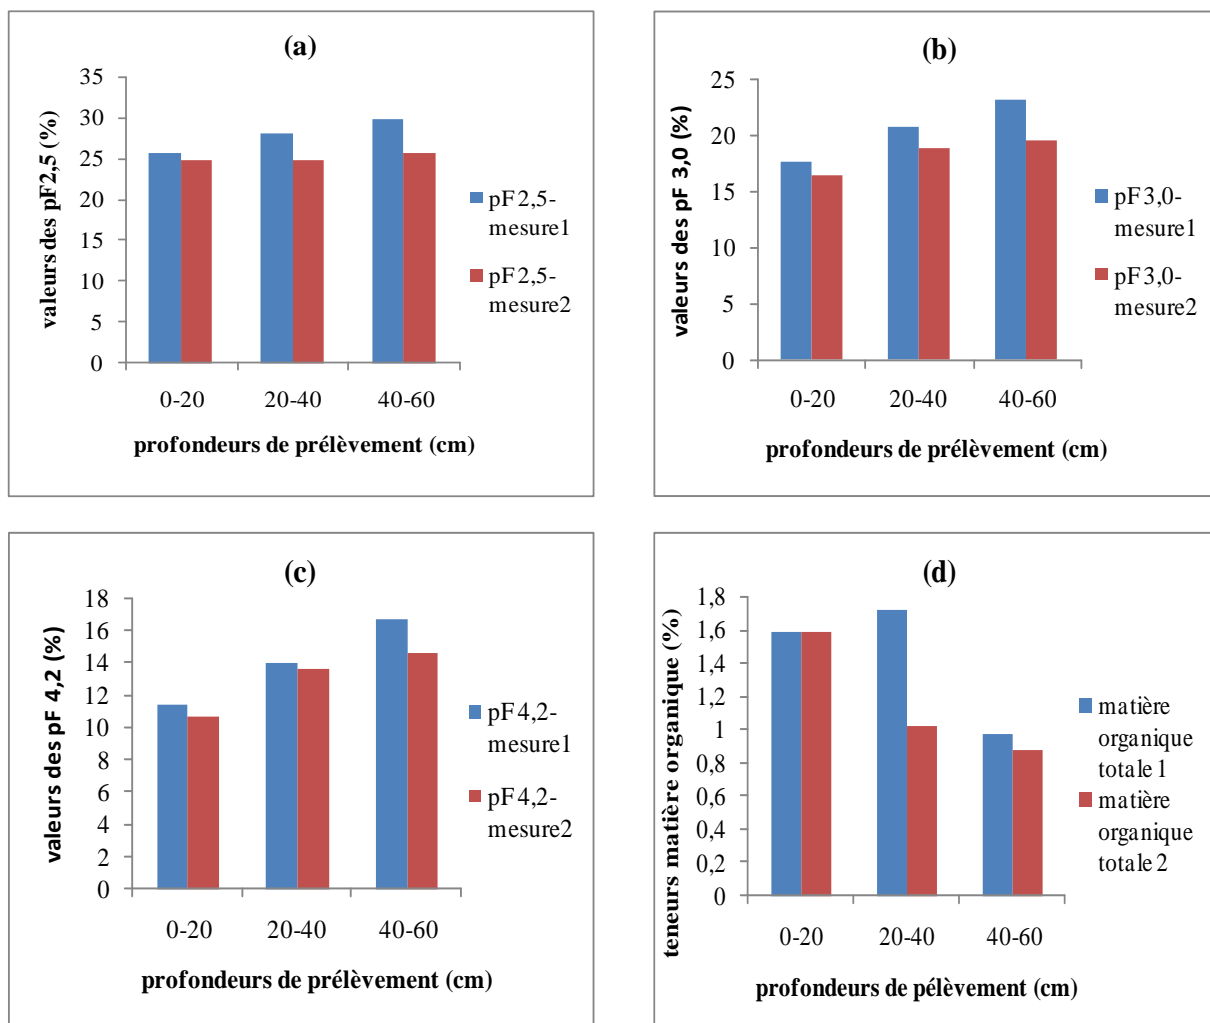 (a)
valeurs des pF2,5 (%)
35
30
25
20
15
10
5
0
0-20 20-40 40-60
profondeurs de prélèvement (cm)
pF2,5-
mesure1
pF2,5-
mesure2
(b)
valeurs des pF 3,0 (%)
25
20
15
10
5
0
0-20 20-40 40-60
profondeurs de prélèvement (cm)
pF3,0-
mesure1
pF3,0-
mesure2
(c)
valeurs des pF 4,2 (%)
18
16
14
12
10
8
6
4
2
0
0-20 20-40 40-60
profondeurs de prélèvement (cm)
pF4,2-
mesure1
pF4,2-
mesure2
(d)
teneurs matière organique (%)
1,8
1,6
1,4
1,2
1
0,8
0,6
0,4
0,2
0
0-20 20-40 40-60
profondeurs de pélèvement (cm)
matière
organique
totale 1
matière
organique
totale 2